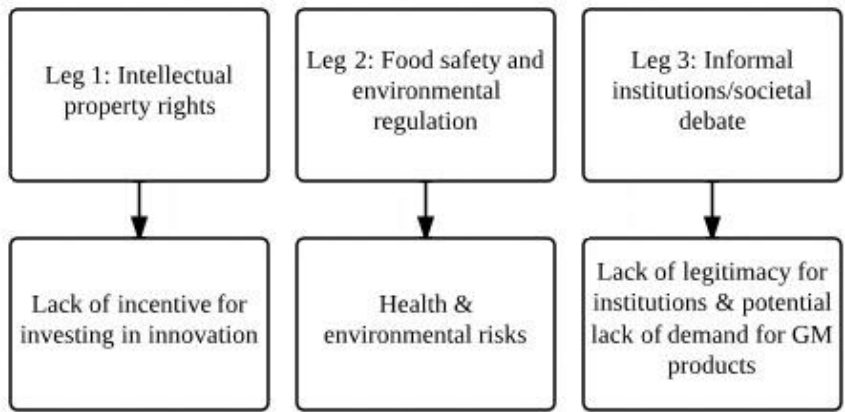 Leg 1: Intellectual
property rights
Leg 2: Food safety and
environmental
regulation
Leg 3: Informal
institutions/societal
debate
Lack of incentive for
investing in innovation
Health &
environmental risks
Lack of legitimacy for
institutions & potential
lack of demand for GM
products